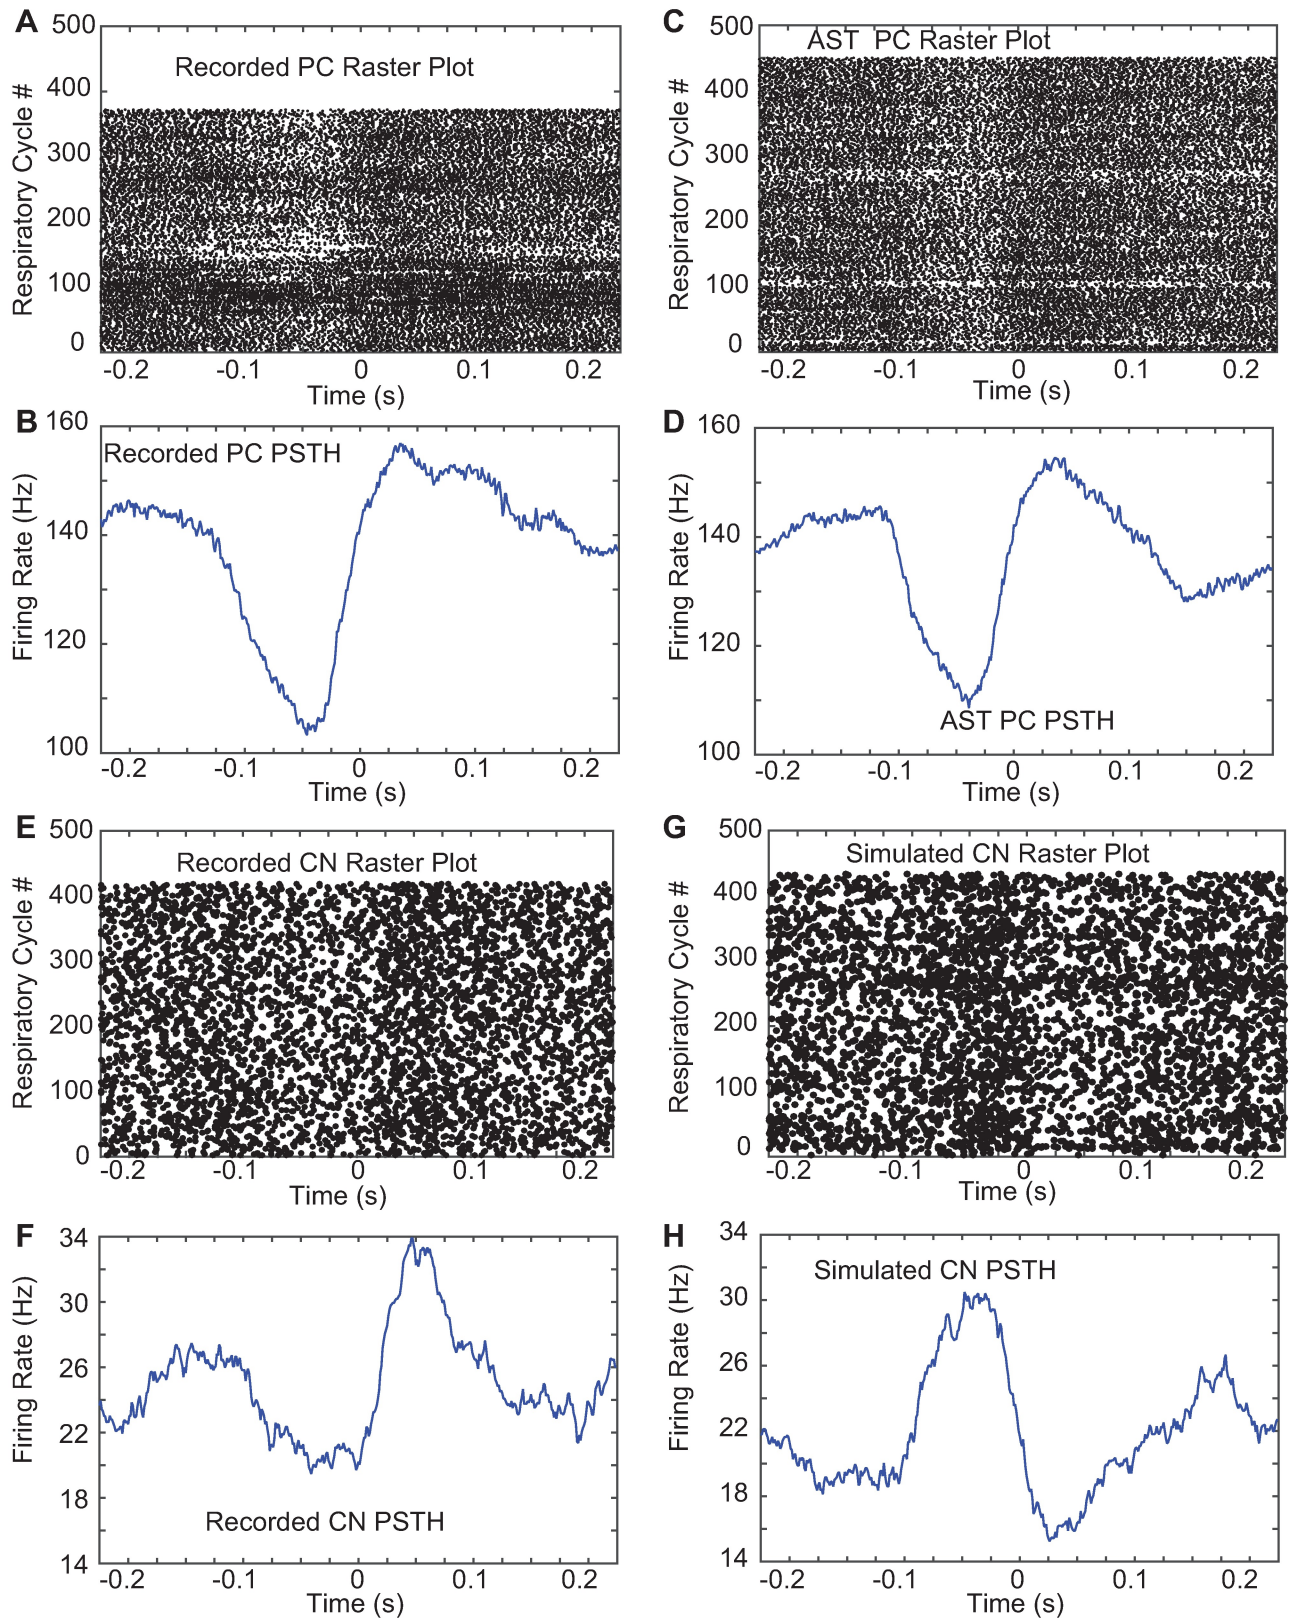 A
500
Recorded PC Raster Plot
400
300
200
100
0
Respiratory Cycle #
-0.2 -0.1 0 0.1 0.2
Time (s)
C
500
AST PC Raster Plot
400
300
200
100
0
Respiratory Cycle #
-0.2 -0.1 0 0.1 0.2
Time (s)
B
160
Recorded PC PSTH
140
120
100
Firing Rate (Hz)
-0.2 -0.1 0 0.1 0.2
Time (s)
D
160
140
120
100
AST PC PSTH
Firing Rate (Hz)
-0.2 -0.1 0 0.1 0.2
Time (s)
E
500
Recorded CN Raster Plot
400
300
200
100
0
Respiratory Cycle #
-0.2 -0.1 0 0.1 0.2
Time (s)
G
500
Simulated CN Raster Plot
400
300
200
100
0
Respiratory Cycle #
-0.2 -0.1 0 0.1 0.2
Time (s)
F
34
30
26
22
18
14
Recorded CN PSTH
Firing Rate (Hz)
-0.2 -0.1 0 0.1 0.2
Time (s)
H
34
Simulated CN PSTH
30
26
22
18
14
Firing Rate (Hz)
-0.2 -0.1 0 0.1 0.2
Time (s)